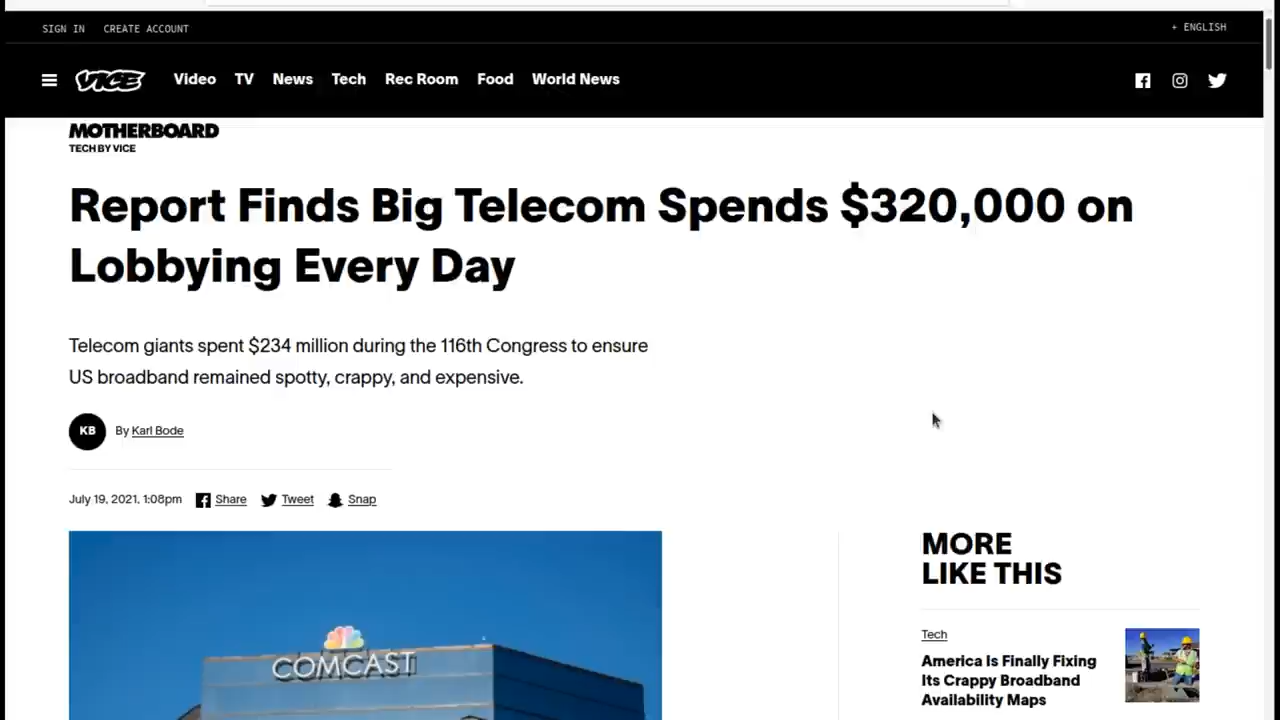 SIGN IN CREATE ACCOUNT + ENGLISH
VICE Video TV News Tech Rec Room Food World News
MOTHERBOARD
TECH BY VICE
Report Finds Big Telecom Spends $320,000 on
Lobbying Every Day
Telecom giants spent $234 million during the 116th Congress to ensure
US broadband remained spotty, crappy, and expensive.
KB By Karl Bode
July 19, 2021, 1:08pm Share Tweet Snap
COMCAST
MORE
LIKE THIS
Tech
America Is Finally Fixing
Its Crappy Broadband
Availability Maps